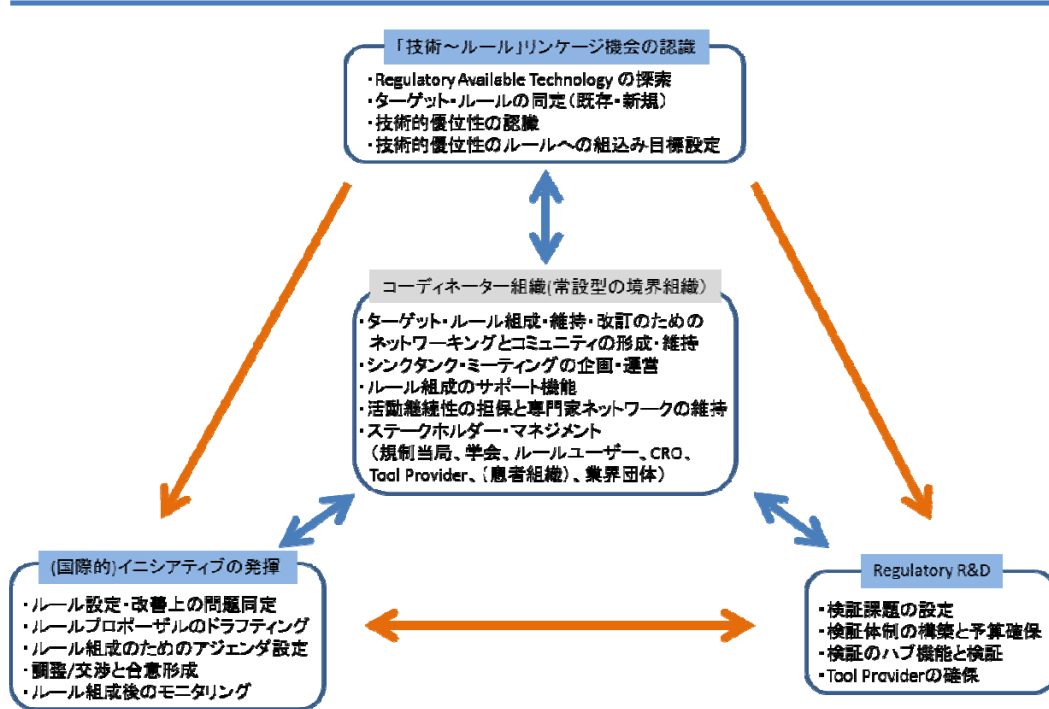 「技術～ルール」リンケージ機会の認識
・Regulatory Available Technology の探索
・ターゲット・ルールの同定（既存・新規）
・技術的優位性の認識
・技術的優位性のルールへの組込み目標設定
コーディネーター組織(常設型の境界組織）
・ターゲット・ルール組成・維持・改訂のための
ネットワーキングとコミュニティの形成・維持
・シンクタンク・ミーティングの企画・運営
・ルール組成のサポート機能
・活動継続性の担保と専門家ネットワークの維持
・ステークホルダー・マネジメント
（規制当局、学会、ルールユーザー、CRO、
Tool Provider、（患者組織）、業界団体）
(国際的)イニシアティブの発揮
・ルール設定・改善上の問題同定
・ルールプロポーザルのドラフティング
・ルール組成のためのアジェンダ設定
・調整/交渉と合意形成
・ルール組成後のモニタリング
Regulatory R&D
・検証課題の設定
・検証体制の構築と予算確保
・検証のハブ機能と検証
・Tool Providerの確保